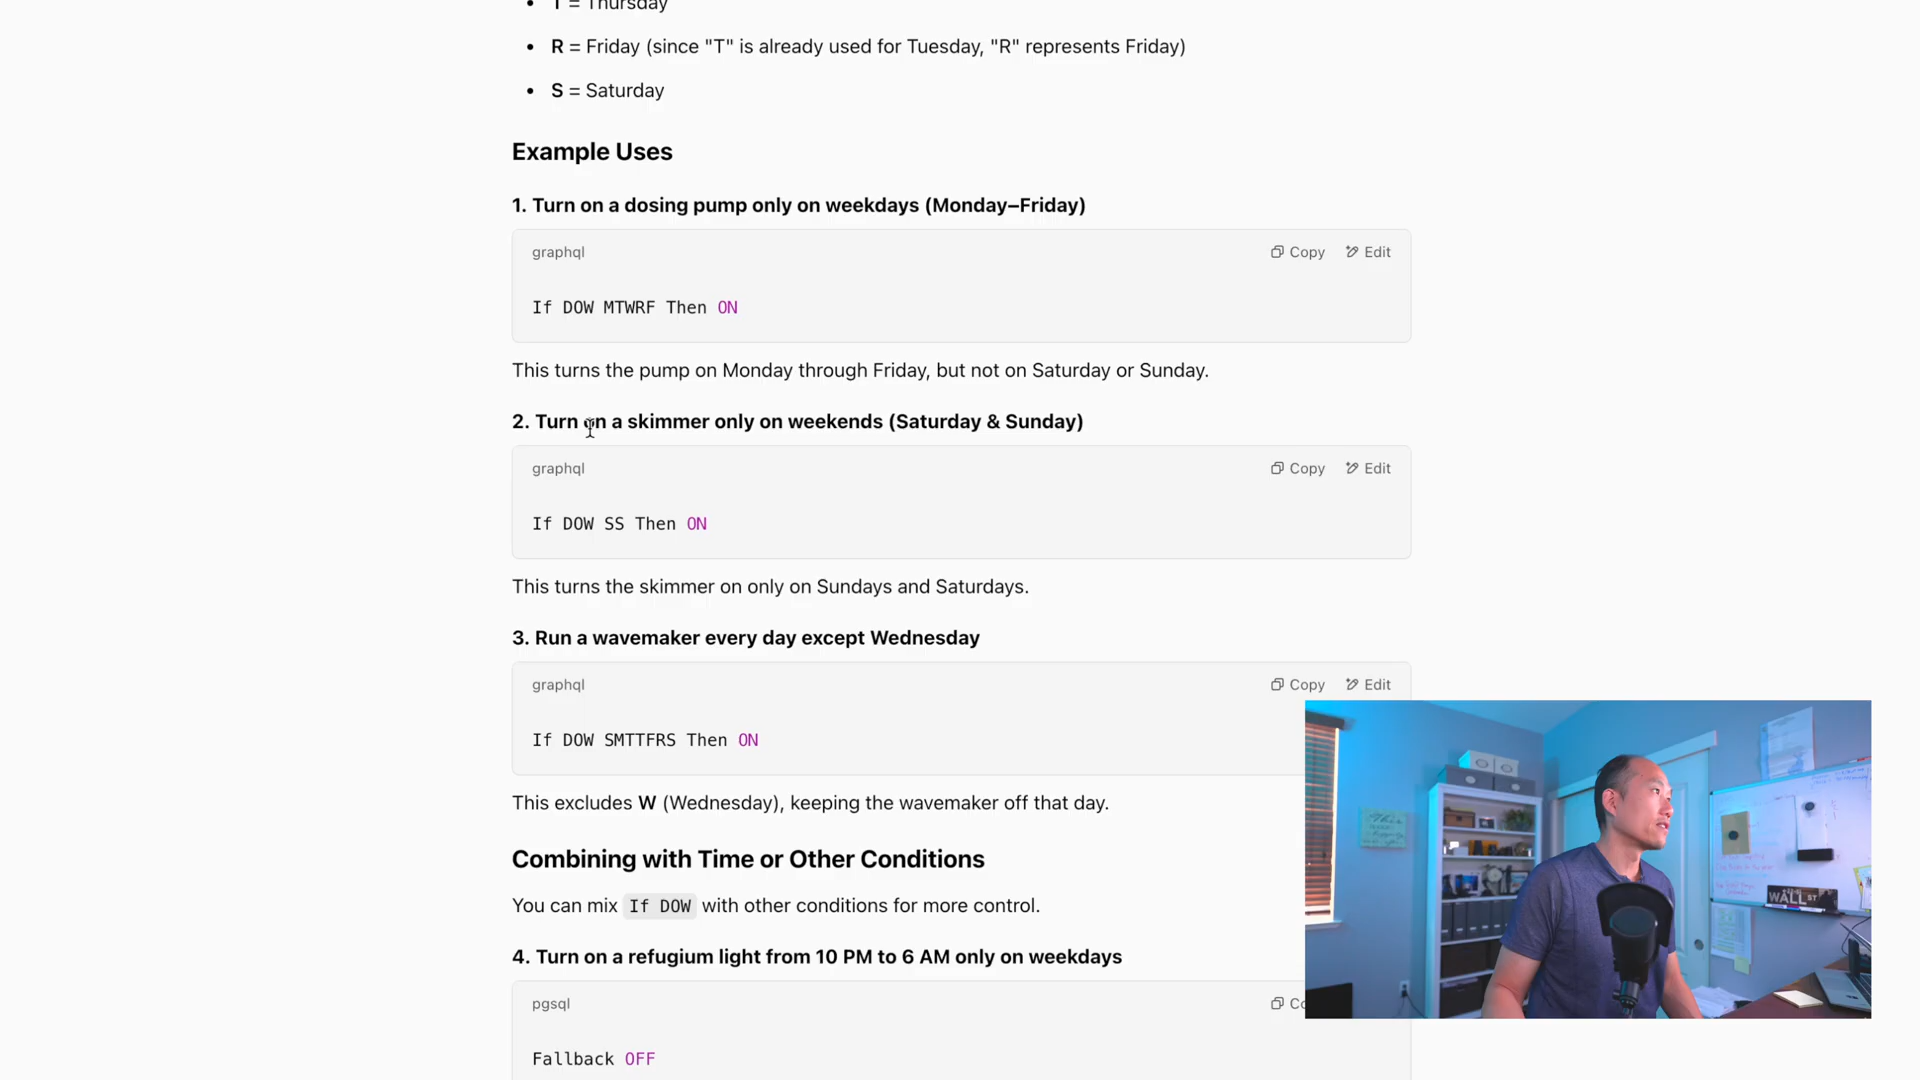 T = Thursday
R = Friday (since "T" is already used for Tuesday, "R" represents Friday)
S = Saturday
Example Uses
1. Turn on a dosing pump only on weekdays (Monday–Friday)
graphql
Copy Edit
If DOW MTWRF Then ON
This turns the pump on Monday through Friday, but not on Saturday or Sunday.
2. Turn on a skimmer only on weekends (Saturday & Sunday)
graphql
Copy Edit
If DOW SS Then ON
This turns the skimmer on only on Sundays and Saturdays.
3. Run a wavemaker every day except Wednesday
graphql
Copy Edit
If DOW SMTTFRS Then ON
This excludes W (Wednesday), keeping the wavemaker off that day.
Combining with Time or Other Conditions
You can mix If DOW with other conditions for more control.
4. Turn on a refugium light from 10 PM to 6 AM only on weekdays
pgsql
Fallback OFF
WALL ST